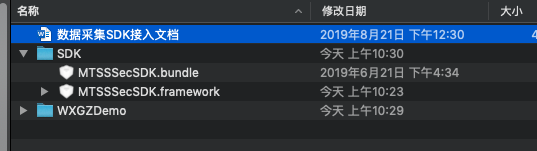 名称 修改日期 大小
数据采集SDK接入文档 2019年8月21日 下午12:30
SDK 今天 上午10:30
MTSSSecSDK.bundle 2019年6月21日 下午4:34
MTSSSecSDK.framework 今天 上午10:23
WXGZDemo 今天 上午10:29